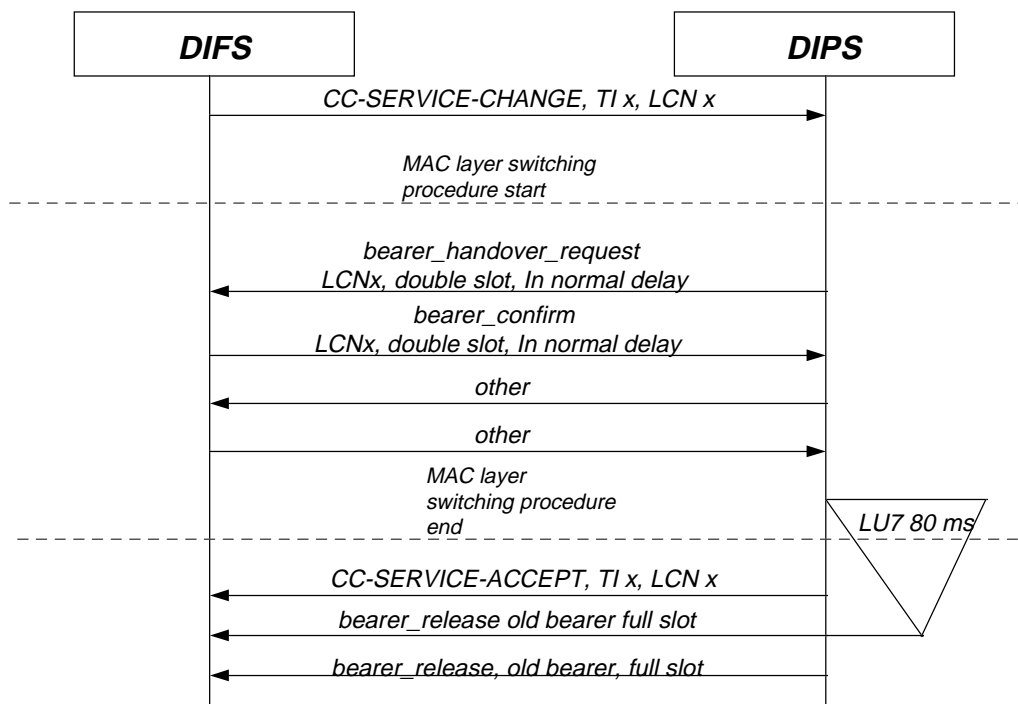 DIFS
DIPS
CC-SERVICE-CHANGE, TI x, LCN x
MAC layer switching
procedure start
bearer_handover_request
LCNx, double slot, In normal delay
bearer_confirm
LCNx, double slot, In normal delay
other
other
MAC layer
switching procedure
end
LU7 80 ms
CC-SERVICE-ACCEPT, TI x, LCN x
bearer_release old bearer full slot
bearer_release, old bearer, full slot